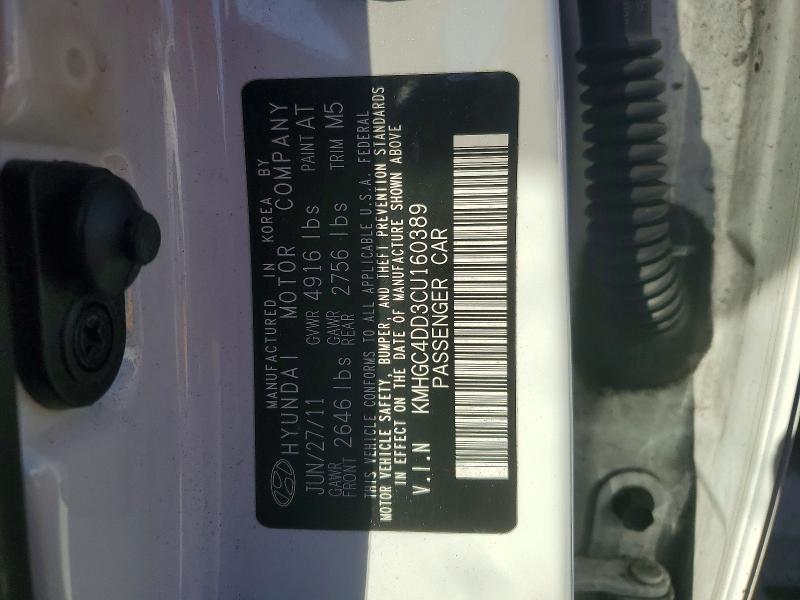 MANUFACTURED IN KOREA BY
HYUNDAI MOTOR COMPANY
JUN/27/11 GVWR 4916 lbs PAINT AT
GAWR FRONT 2646 lbs GAWR REAR 2756 lbs TRIM M5
THIS VEHICLE CONFORMS TO ALL APPLICABLE U.S.A. FEDERAL
MOTOR VEHICLE SAFETY, BUMPER, AND THEFT PREVENTION STANDARDS
IN EFFECT ON THE DATE OF MANUFACTURE SHOWN ABOVE
V.I.N KMHGC4DD3CU160389
PASSENGER CAR